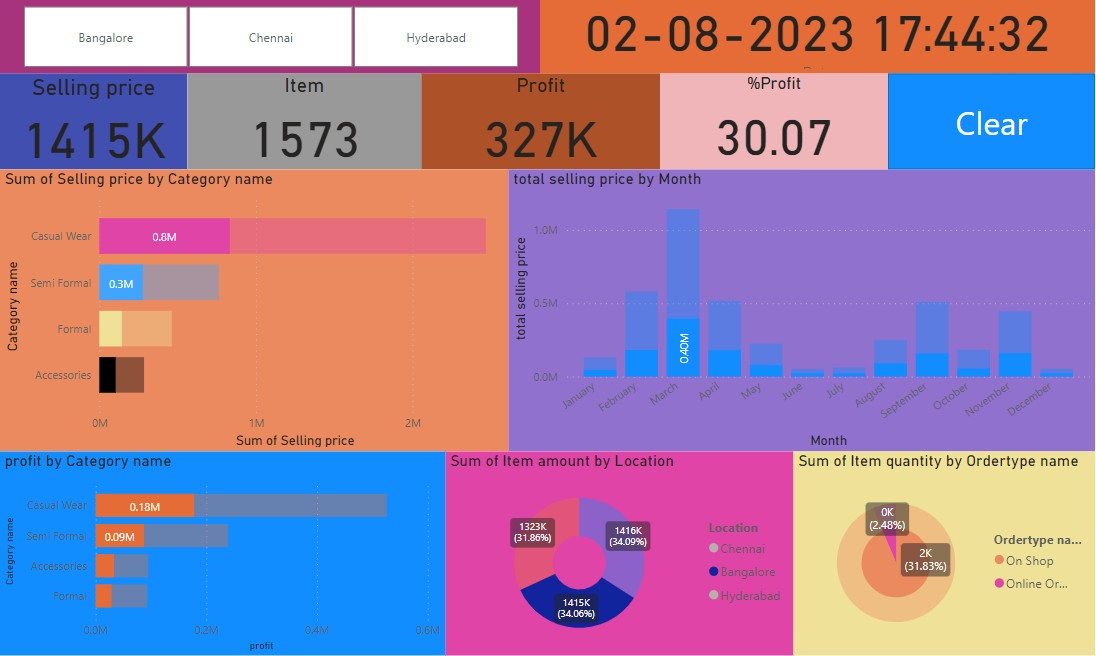 Bangalore
Chennai
Hyderabad
02-08-2023 17:44:32
Selling price
1415K
Item
1573
Profit
327K
%Profit
30.07
Clear
Sum of Selling price by Category name
Category name
Casual Wear
0.8M
Semi Formal
0.3M
Formal
Accessories
0M
1M
2M
Sum of Selling price
total selling price by Month
total selling price
1.0M
0.5M
0.0M
0.40M
January
February
March
April
May
June
July
August
September
October
November
December
Month
profit by Category name
Category name
Casual Wear
0.18M
Semi Formal
0.09M
Accessories
Formal
0.0M
0.2M
0.4M
0.6M
profit
Sum of Item amount by Location
1323K
(31.86%)
1416K
(34.09%)
1415K
(34.06%)
Location
Chennai
Bangalore
Hyderabad
Sum of Item quantity by Ordertype name
0K
(2.48%)
2K
(31.83%)
Ordertype na...
On Shop
Online Or...